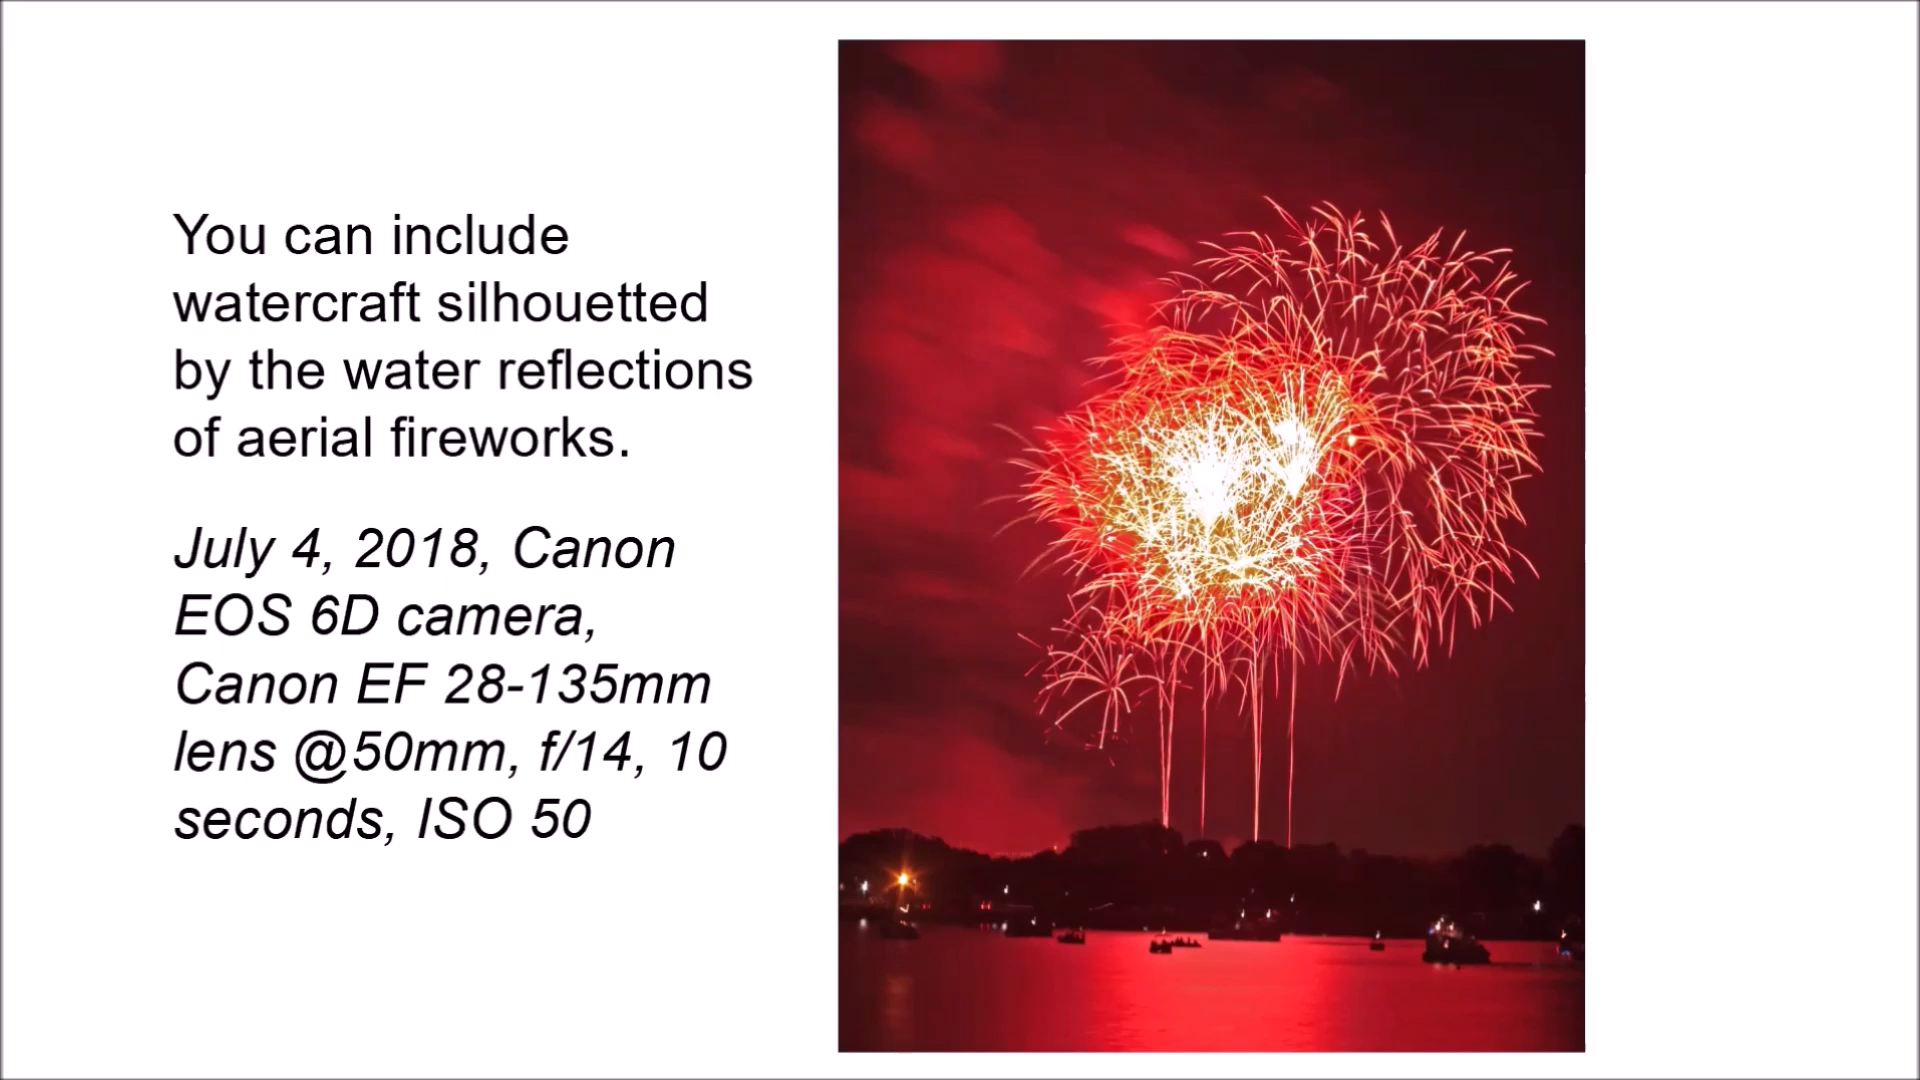 You can include
watercraft silhouetted
by the water reflections
of aerial fireworks.
July 4, 2018, Canon
EOS 6D camera,
Canon EF 28-135mm
lens @50mm, f/14, 10
seconds, ISO 50